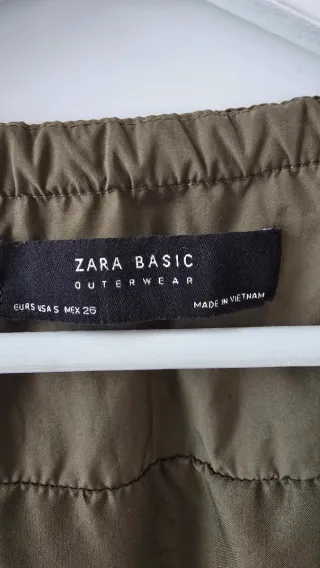 ZARA BASIC
OUTERWEAR
EUR S USA S MEX 26
MADE IN VIETNAM